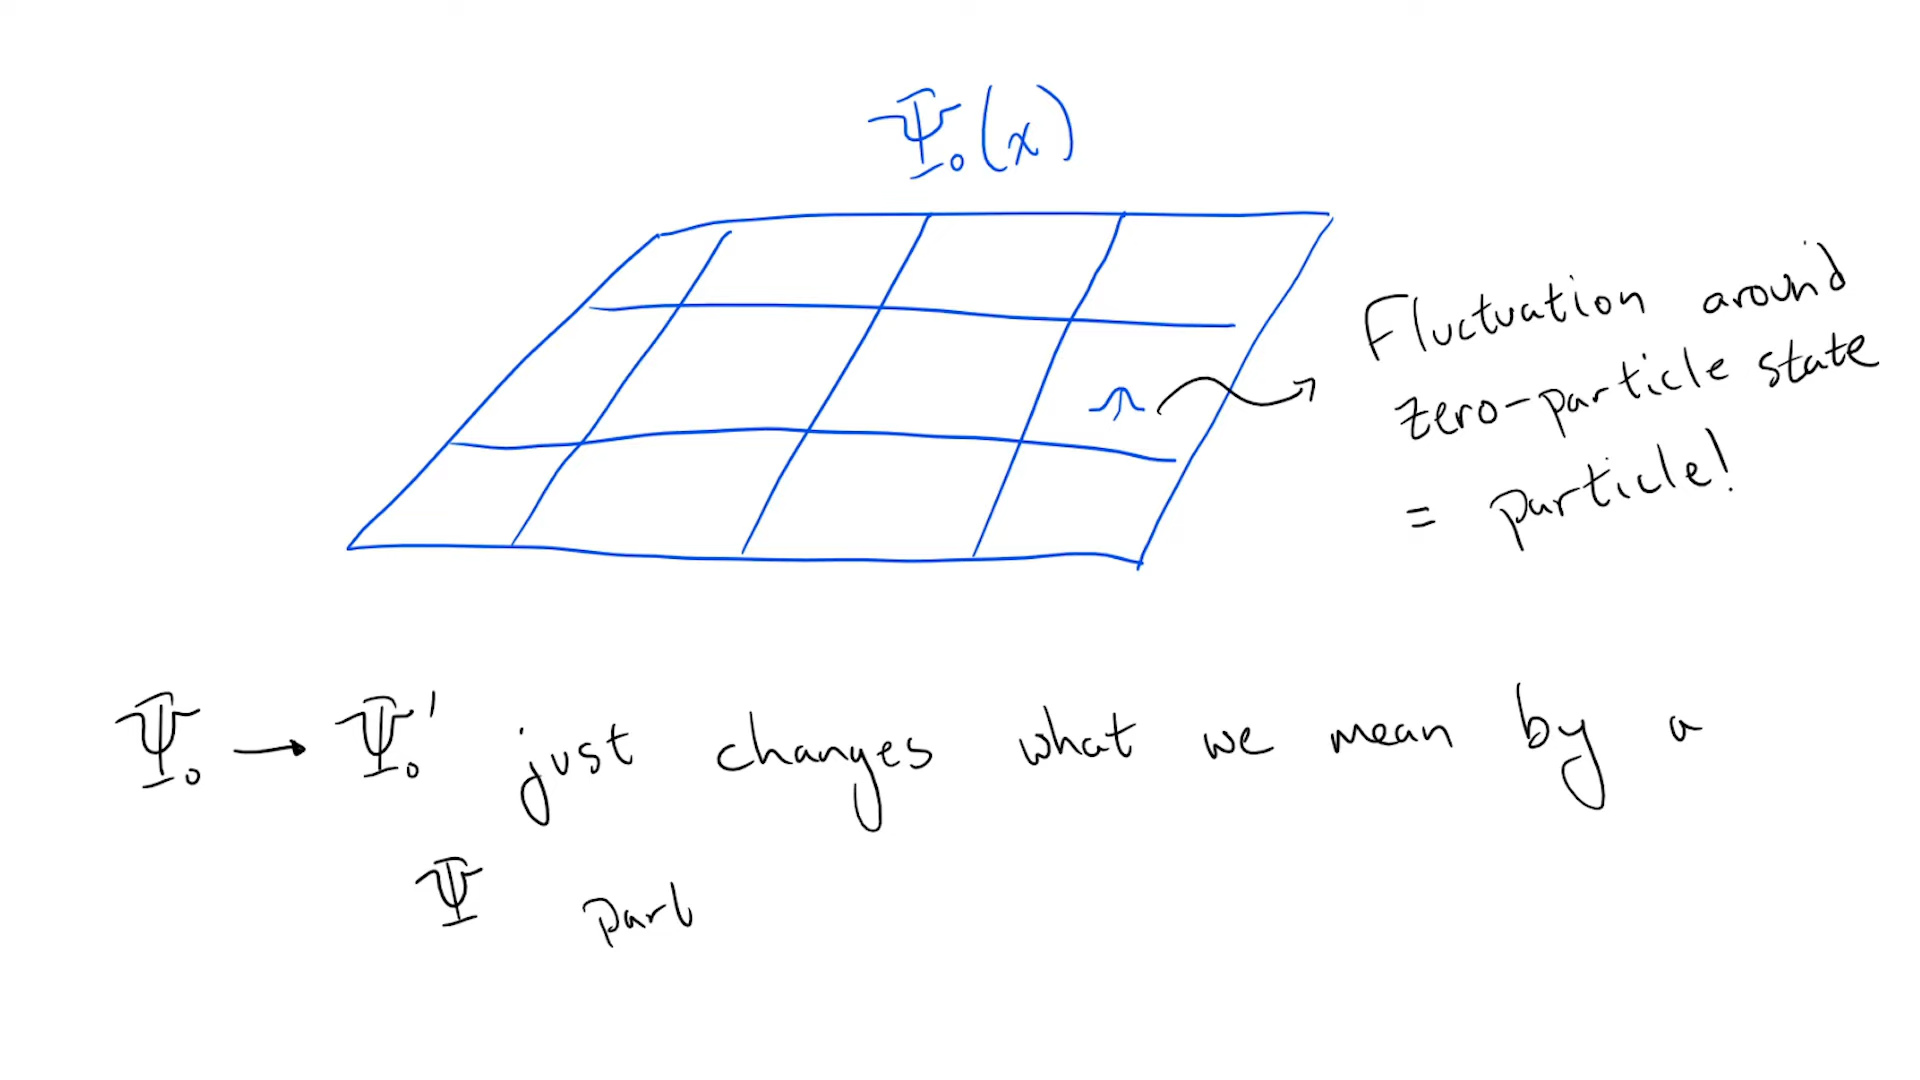 Ψ₀(x)
Fluctuation around
zero-particle state
= particle!
Ψ₀ → Ψ₀' just changes what we mean by a
Ψ part